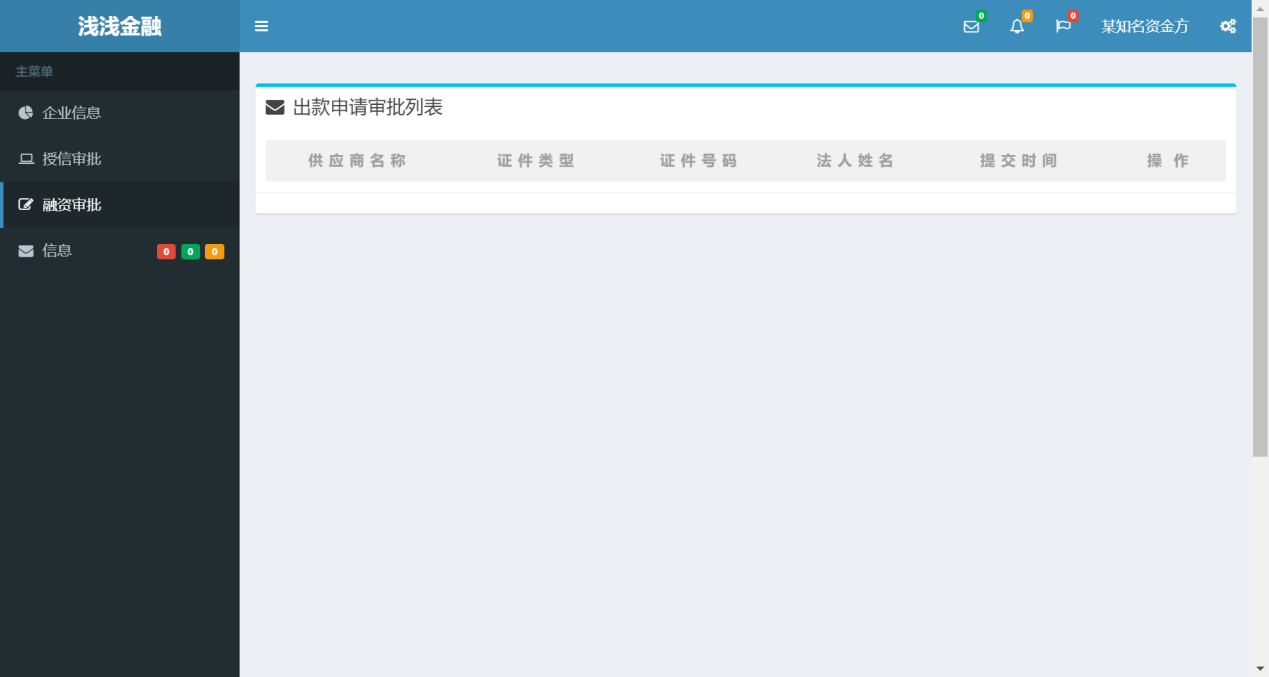 浅浅金融
0 0 0 某知名资金方
主菜单
企业信息
授信审批
融资审批
信息 0 0 0
出款申请审批列表
供应商名称 证件类型 证件号码 法人姓名 提交时间 操 作